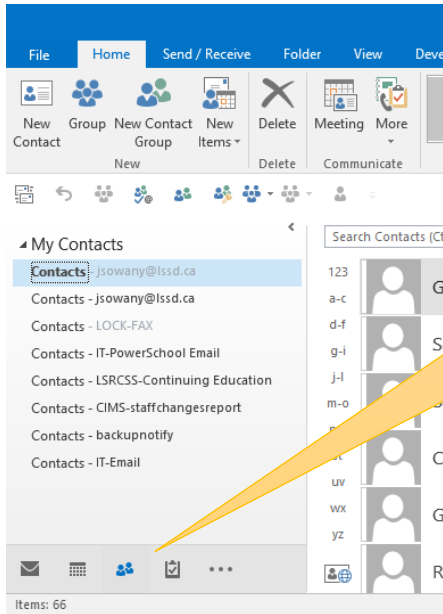 File Home Send / Receive Folder View Deve
New Contact
Group
New Contact Group
New Items
Delete
Meeting
More
New
Delete
Communicate
My Contacts
Contacts - jsowany@lssd.ca
Contacts - jsowany@lssd.ca
Contacts - LOCK-FAX
Contacts - IT-PowerSchool Email
Contacts - LSRCSS-Continuing Education
Contacts - CIMS-staffchangesreport
Contacts - backupnotify
Contacts - IT-Email
Search Contacts (Ct
123
a-c
d-f
g-i
j-l
m-o
uv
wx
yz
G
S
C
G
R
Items: 66